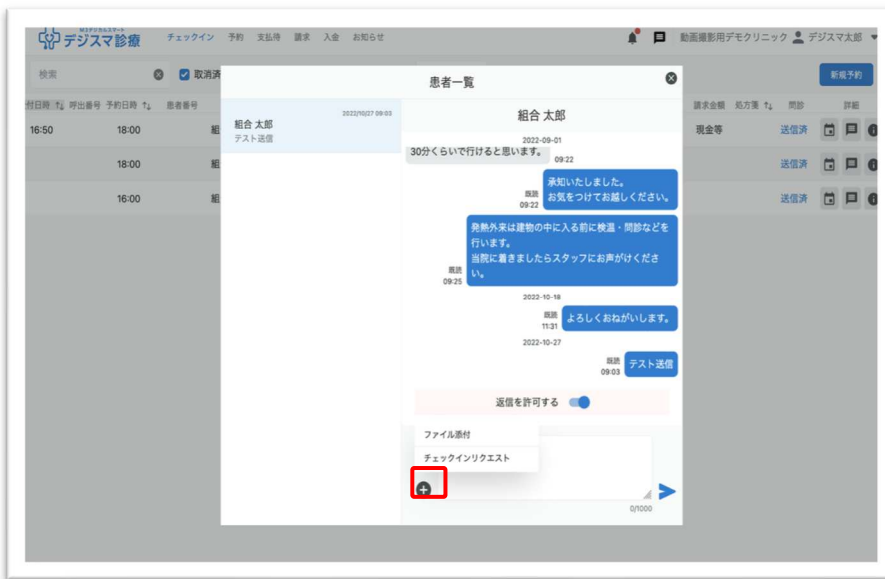 M3デジタルスマート
デジスマ診療 チェックイン 予約 支払待 請求 入金 お知らせ 動画撮影用デモクリニック デジスマ太郎
検索 取消済 新規予約
付日時 呼出番号 予約日時 患者番号 請求金額 処方箋 問診 詳細
16:50 18:00 組 現金等 送信済
18:00 組 送信済
16:00 組 送信済
患者一覧
2022/10/27 09:03
組合 太郎
テスト送信
組合 太郎
2022-09-01
30分くらいで行けると思います。
09:22
承知いたしました。
お気をつけてお越しください。
既読
09:22
発熱外来は建物の中に入る前に検温・問診などを
行います。
当院に着きましたらスタッフにお声がけくださ
い。
既読
09:25
2022-10-18
よろしくおねがいします。
既読
11:31
2022-10-27
テスト送信
既読
09:03
返信を許可する
ファイル添付
チェックインリクエスト
0/1000